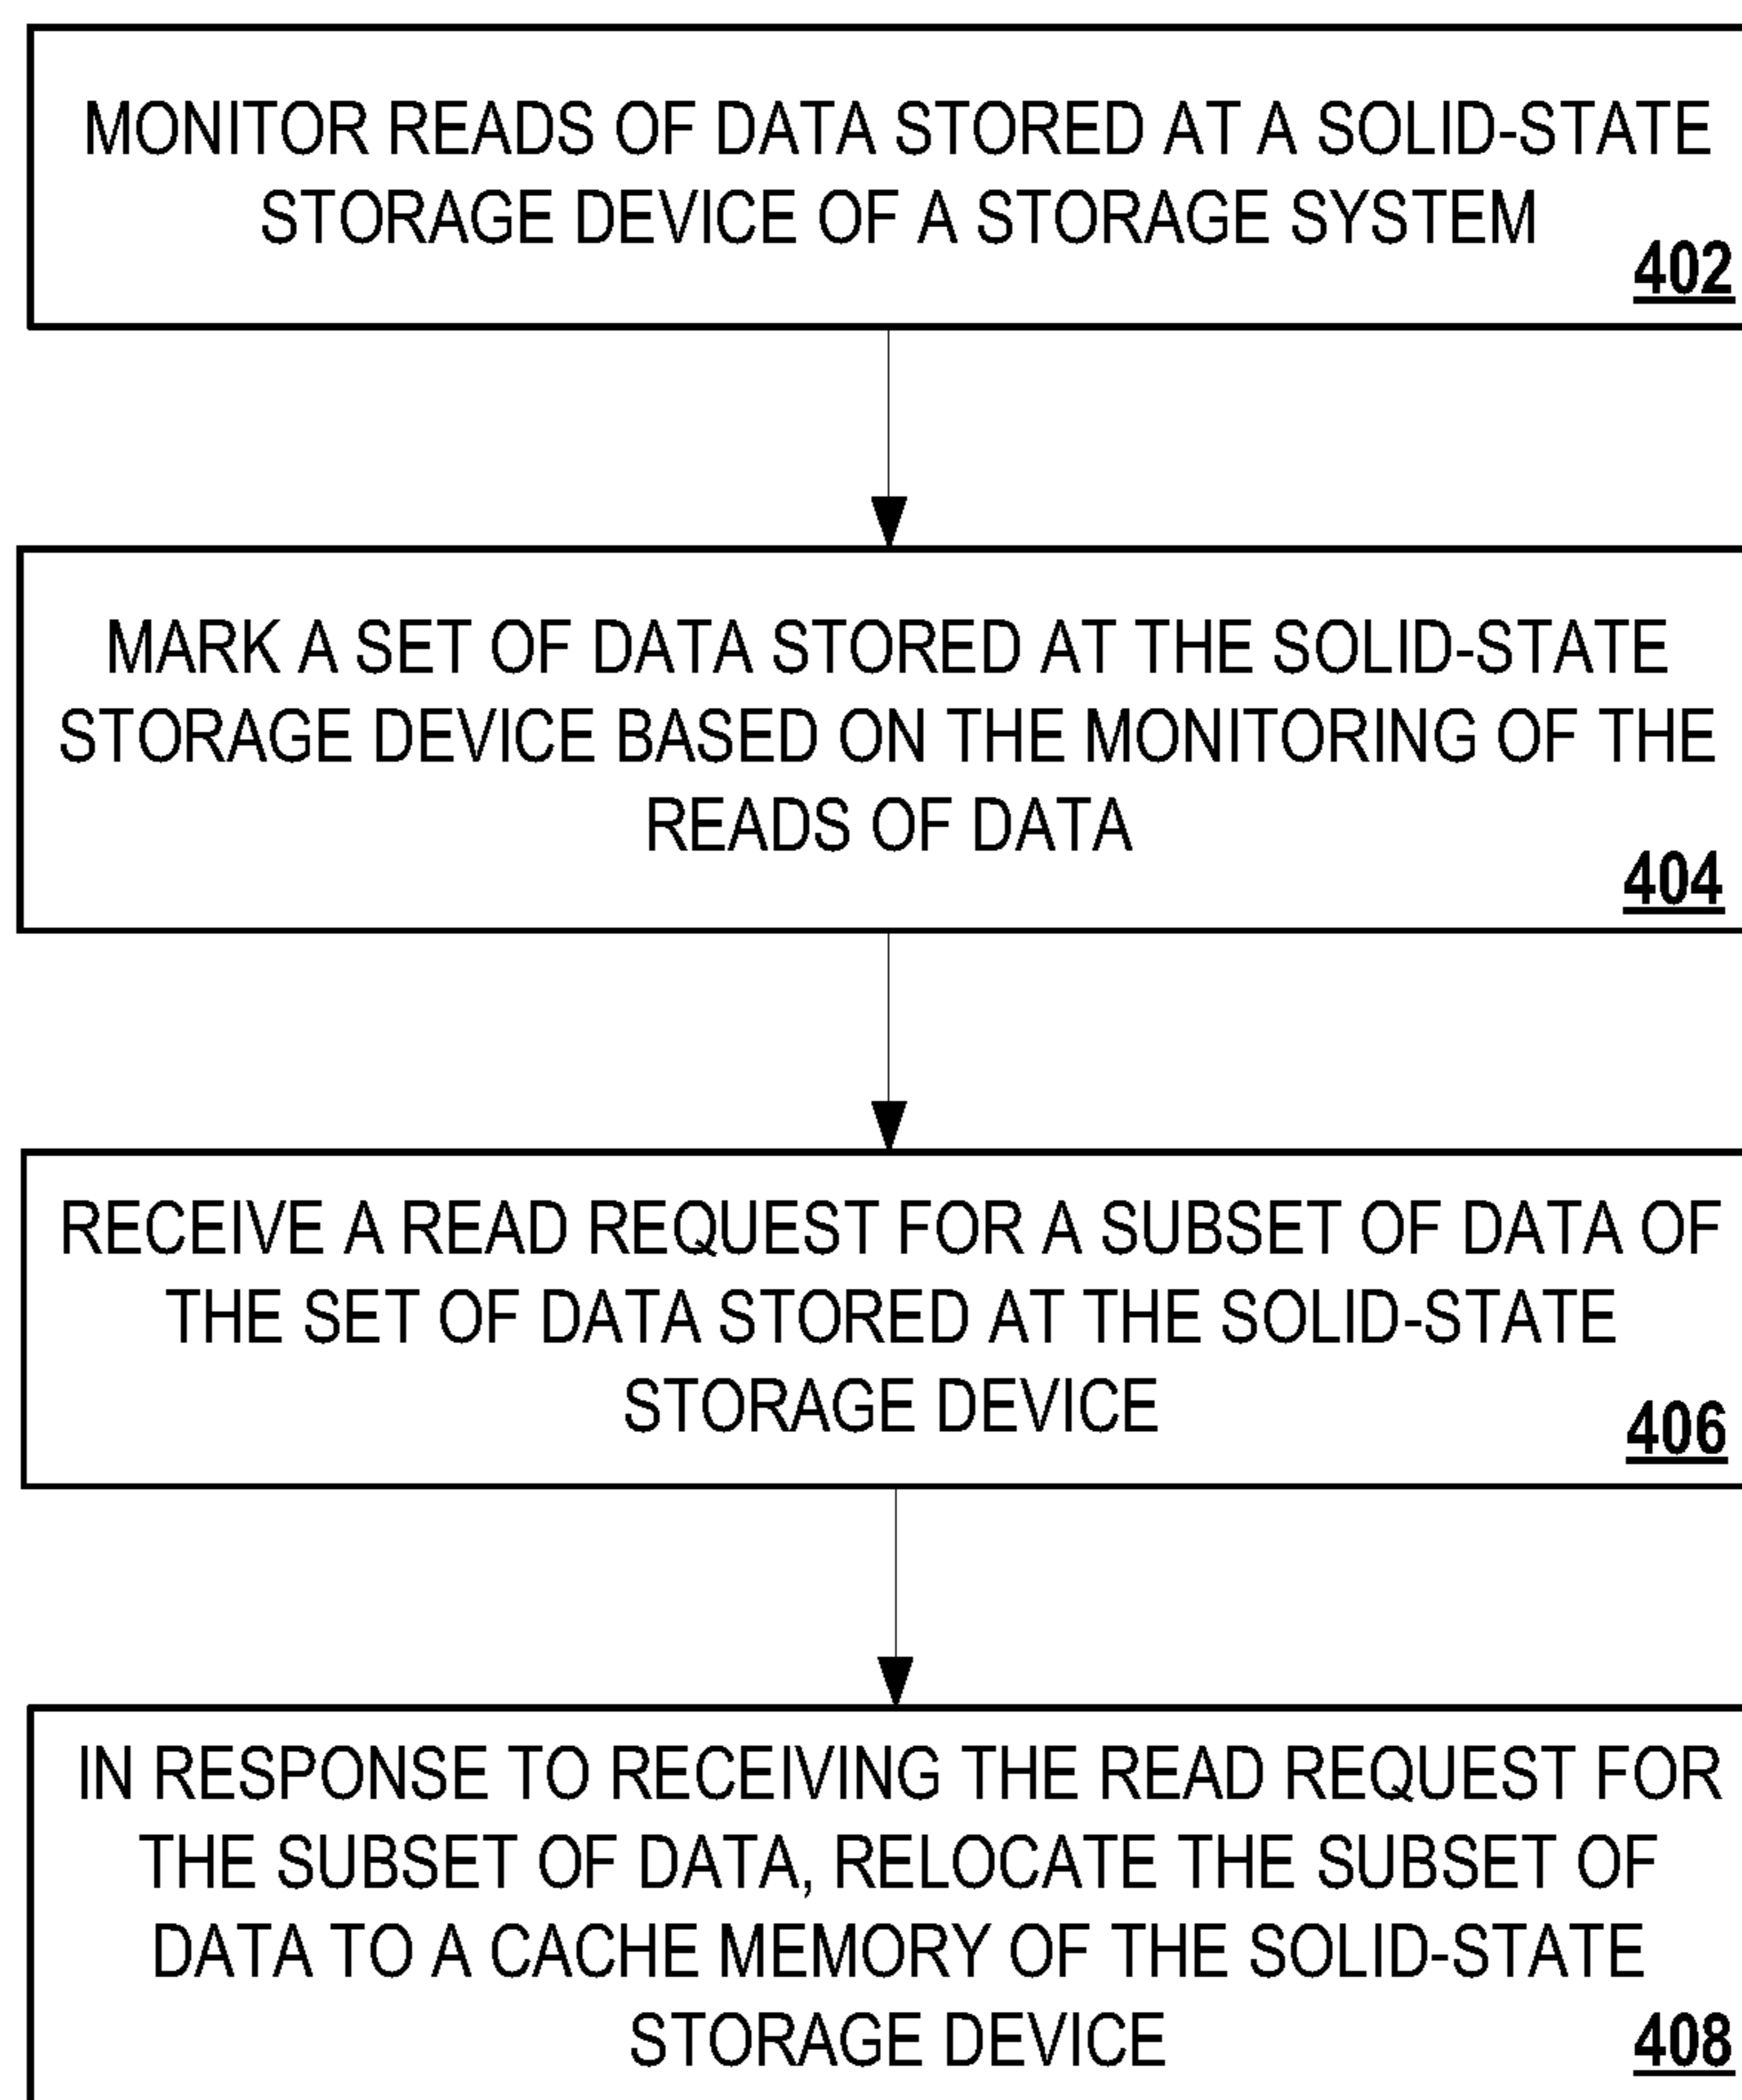 MONITOR READS OF DATA STORED AT A SOLID-STATE
STORAGE DEVICE OF A STORAGE SYSTEM
402
MARK A SET OF DATA STORED AT THE SOLID-STATE
STORAGE DEVICE BASED ON THE MONITORING OF THE
READS OF DATA
404
RECEIVE A READ REQUEST FOR A SUBSET OF DATA OF
THE SET OF DATA STORED AT THE SOLID-STATE
STORAGE DEVICE
406
IN RESPONSE TO RECEIVING THE READ REQUEST FOR
THE SUBSET OF DATA, RELOCATE THE SUBSET OF
DATA TO A CACHE MEMORY OF THE SOLID-STATE
STORAGE DEVICE
408